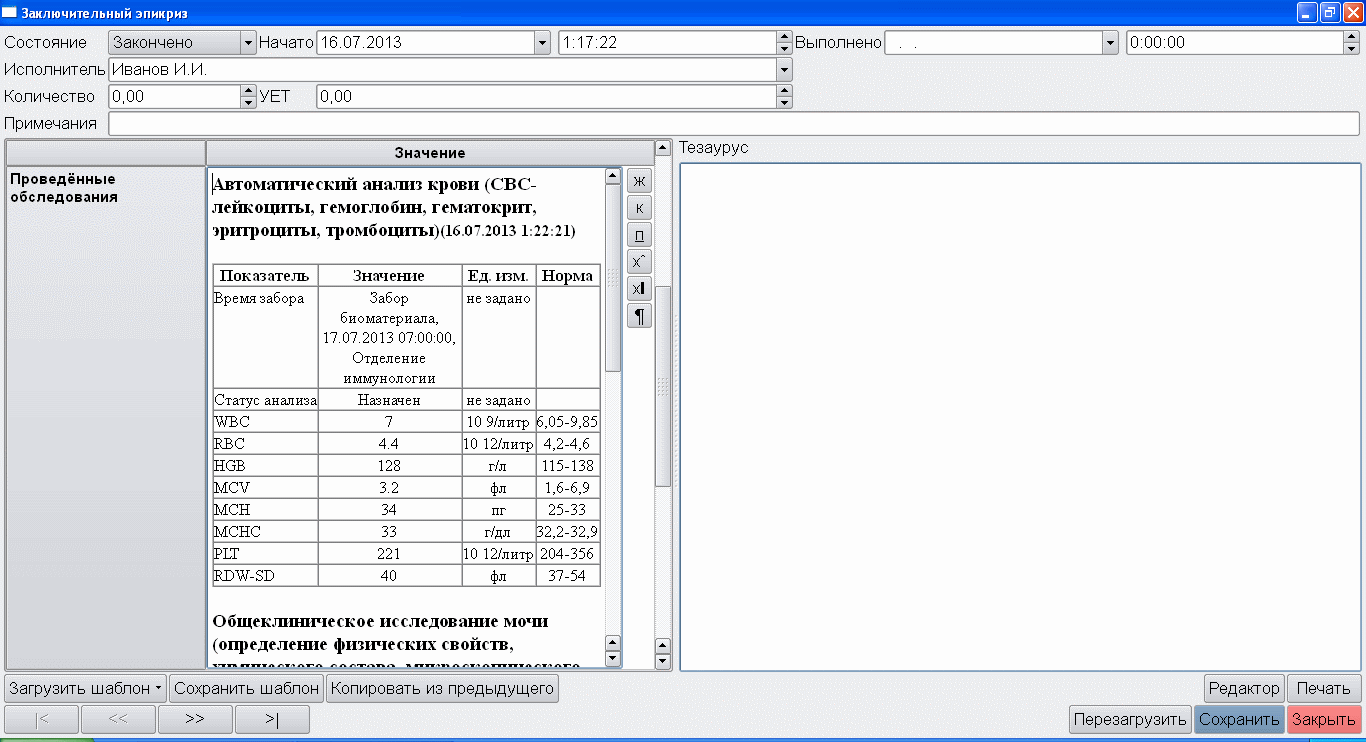 Заключительный эпикриз
Состояние Закончено Начато 16.07.2013 1:17:22 Выполнено . . 0:00:00
Исполнитель Иванов И.И.
Количество 0,00 УЕТ 0,00
Примечания
Значение
Тезаурус
Проведённые
обследования
Автоматический анализ крови (CBC-
лейкоциты, гемоглобин, гематокрит,
эритроциты, тромбоциты)(16.07.2013 1:22:21)
Показатель Значение Ед. изм. Норма
Время забора Забор не задано
биоматериала,
17.07.2013 07:00:00,
Отделение
иммунологии
Статус анализа Назначен не задано
WBC 7 10 9/литр 6,05-9,85
RBC 4.4 10 12/литр 4,2-4,6
HGB 128 г/л 115-138
MCV 3.2 фл 1,6-6,9
MCH 34 пг 25-33
MCHC 33 г/дл 32,2-32,9
PLT 221 10 12/литр 204-356
RDW-SD 40 фл 37-54
Общеклиническое исследование мочи
(определение физических свойств,
химического состава, микроскопического
Ж
К
П
x^
x
¶
Загрузить шаблон Сохранить шаблон Копировать из предыдущего Редактор Печать
|< << >> >| Перезагрузить Сохранить Закрыть